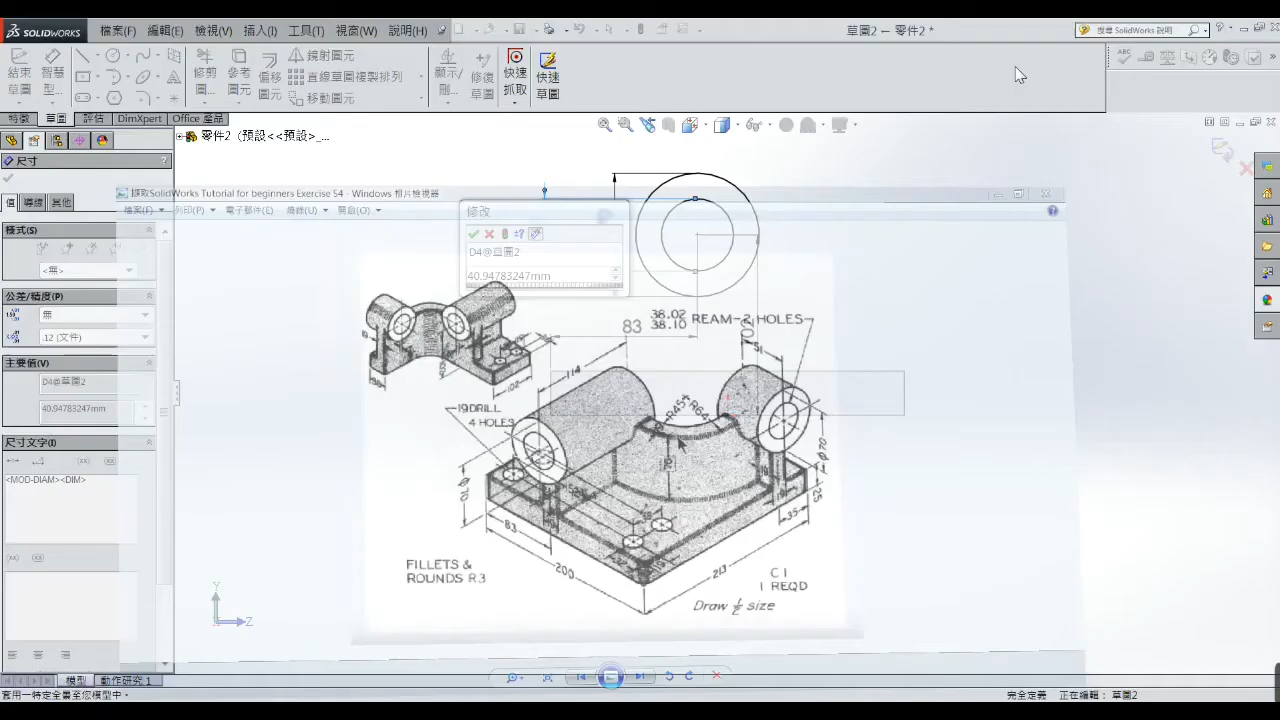 SOLIDWORKS 檔案(F) 編輯(E) 檢視(V) 插入(I) 工具(T) 視窗(W) 說明(U) 草圖2 ← 零件2 * 搜尋 SolidWorks 說明
結束草圖 智慧型... 修剪圖... 參考圖元 偏移圖元 鏡射圖元 直線草圖複製排列 移動圖元 顯示/刪... 修復草圖 快速抓取 快速草圖
特徵 草圖 評估 DimXpert Office 產品
零件2 (預設<<預設>_...
尺寸
擷取SolidWorks Tutorial for beginners Exercise 54 - Windows 相片檢視器
值 導線 其他
檔案(F) 列印(P) 電子郵件(E) 燒錄(U) 開啟(O)
修改
樣式(S)
D4@草圖2
<無>
40.94783247mm
公差/精度(P)
無
.12 (文件)
主要值(V)
D4@草圖2
40.94783247mm
尺寸文字(I)
<MOD-DIAM><DIM>
83
38.02
38.10 REAM-2 HOLES
114
51
102
19 DRILL
4 HOLES
R45
R64
70
Ø 70
Ø 70
25
35
83
200
213
FILLETS &
ROUNDS R3
C1
1 REQD
Draw ½ size
Y
Z
模型 動作研究 1
套用一特定全景至您模型中。 完全定義 正在編輯： 草圖2